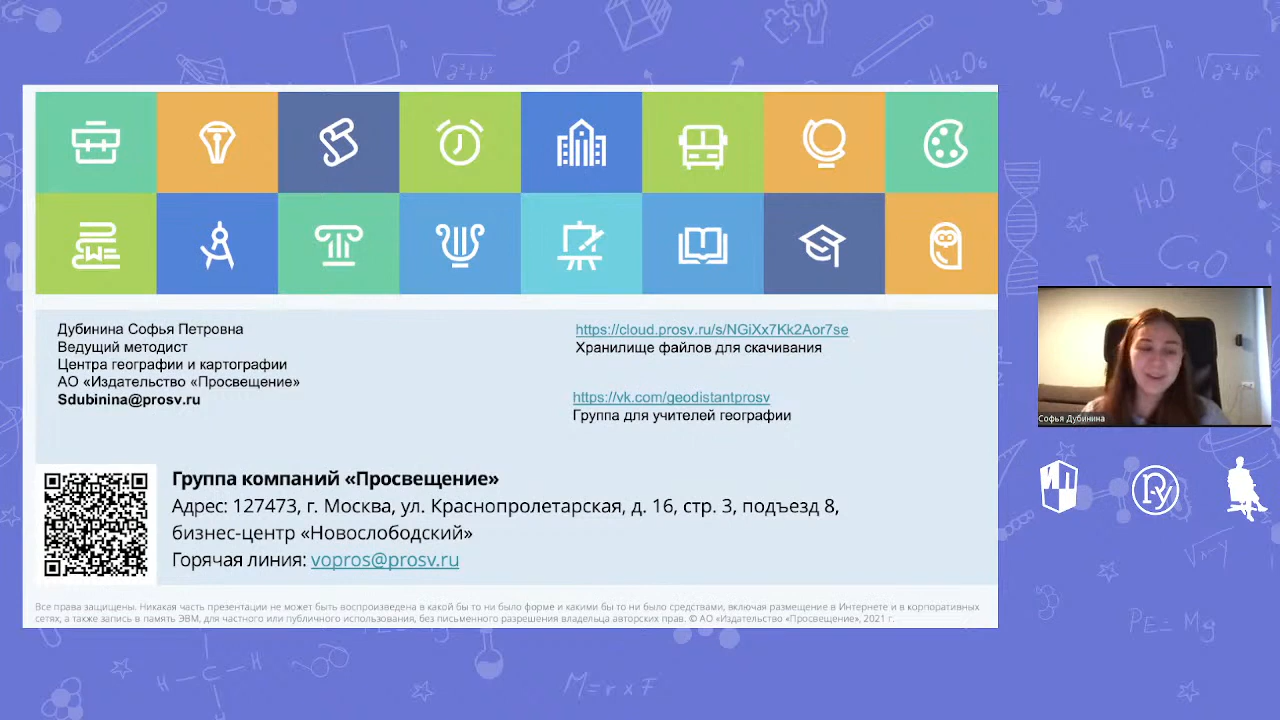 Дубинина Софья Петровна
Ведущий методист
Центра географии и картографии
АО «Издательство «Просвещение»
Sdubinina@prosv.ru
https://cloud.prosv.ru/s/NGiXx7Kk2Aor7se
Хранилище файлов для скачивания
https://vk.com/geodistantprosv
Группа для учителей географии
Группа компаний «Просвещение»
Адрес: 127473, г. Москва, ул. Краснопролетарская, д. 16, стр. 3, подъезд 8,
бизнес-центр «Новослободский»
Горячая линия: vopros@prosv.ru
Все права защищены. Никакая часть презентации не может быть воспроизведена в какой бы то ни было форме и какими бы то ни было средствами, включая размещение в Интернете и в корпоративных
сетях, а также запись в память ЭВМ, для частного или публичного использования, без письменного разрешения владельца авторских прав. © АО «Издательство «Просвещение», 2021 г.
Софья Дубинина
H₂O
CaO
PE = Mg
M = r x F